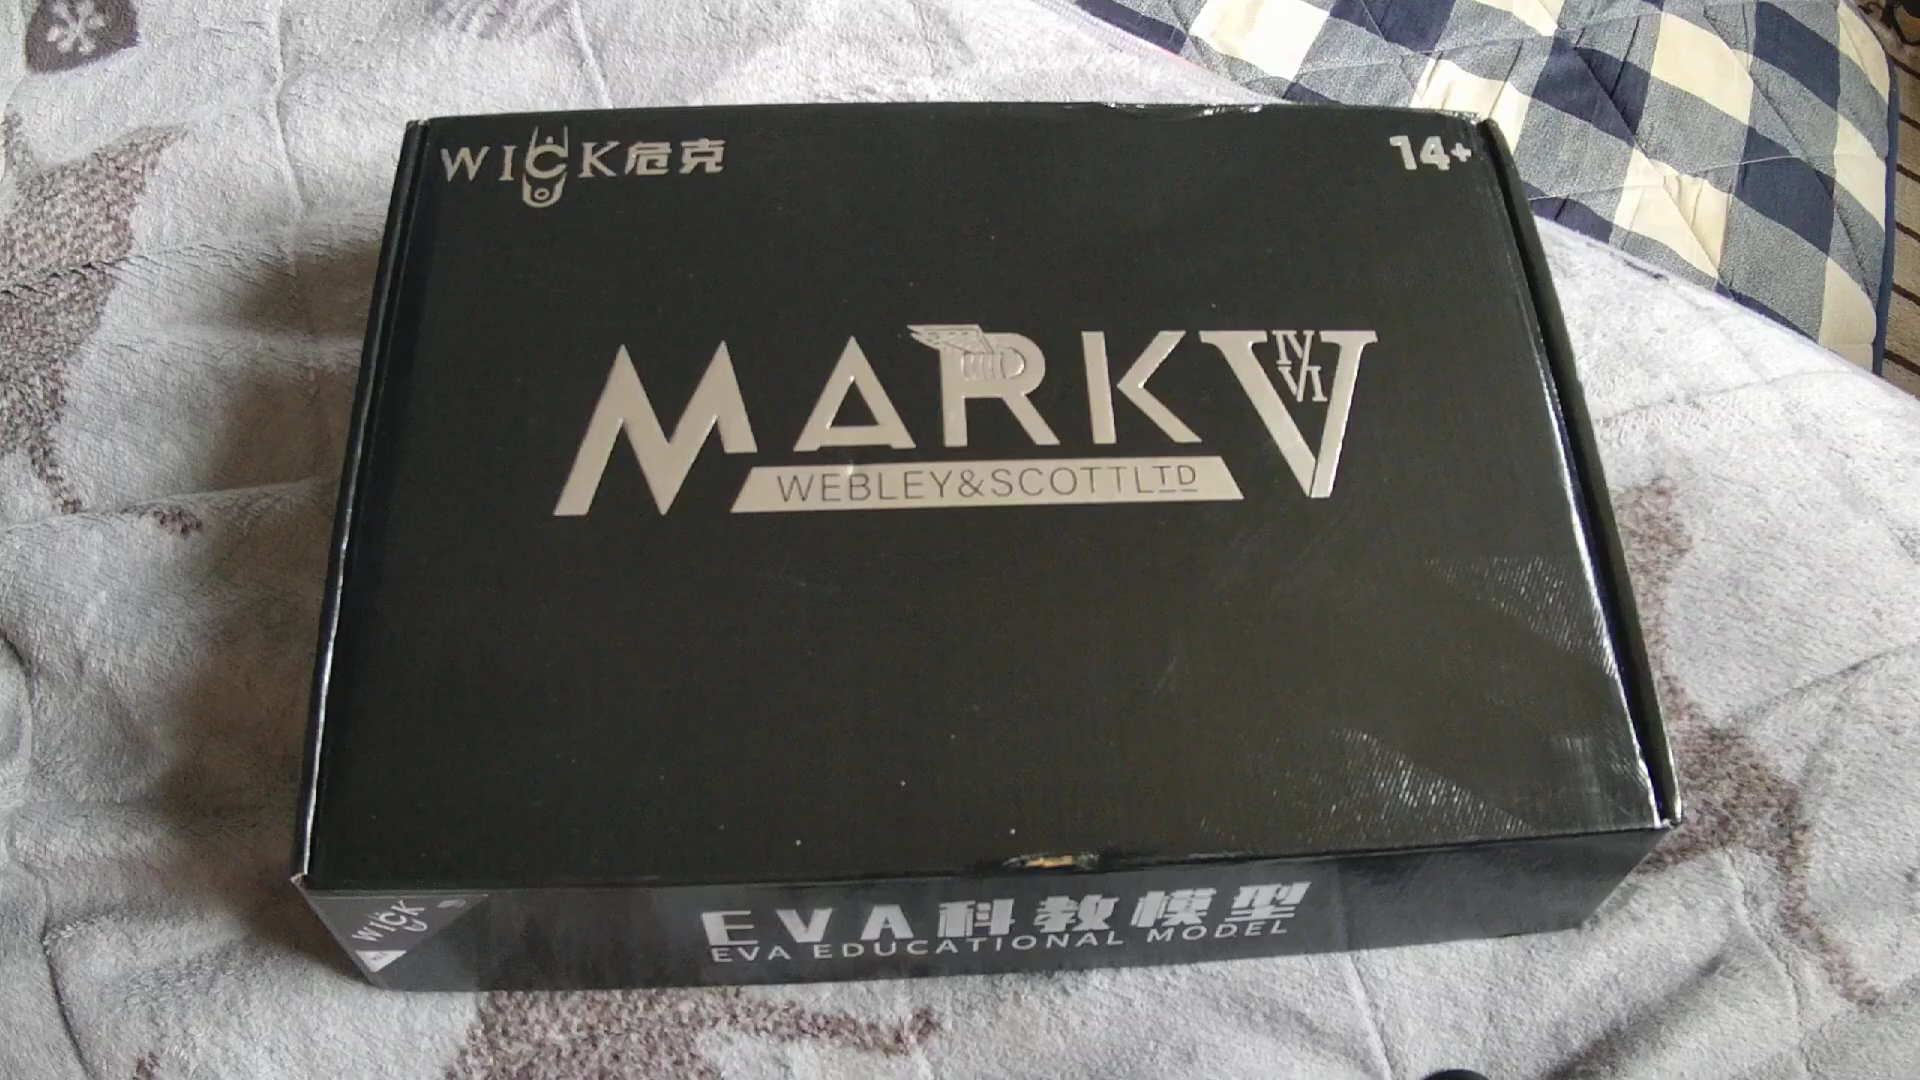 WICK危克
14+
MARK V
IV
VI
WEBLEY&SCOTTLTD
WICK
EVA科教模型
EVA EDUCATIONAL MODEL